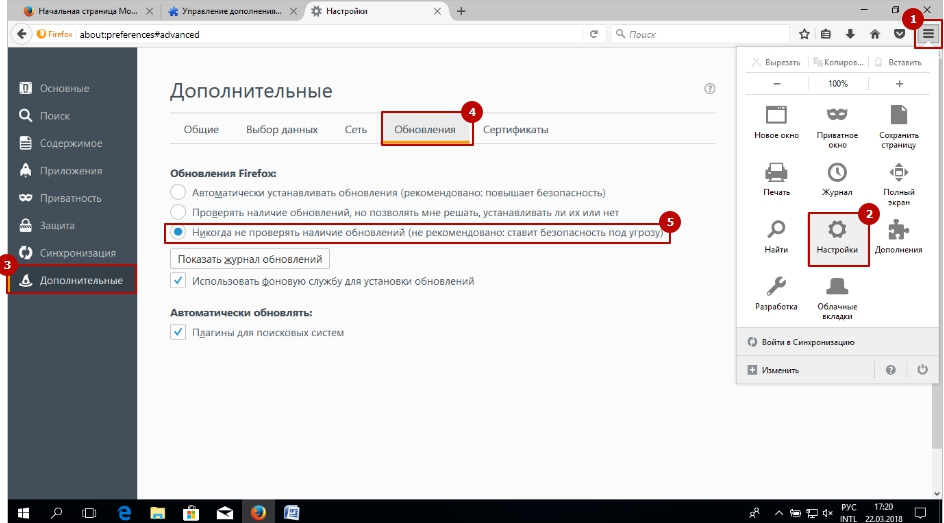 Начальная страница Mo...
Управление дополнения...
Настройки
1
Firefox
about:preferences#advanced
Поиск
Основные
Поиск
Содержимое
Приложения
Приватность
Защита
Синхронизация
3
Дополнительные
Дополнительные
4
Общие
Выбор данных
Сеть
Обновления
Сертификаты
Обновления Firefox:
Автоматически устанавливать обновления (рекомендовано: повышает безопасность)
Проверять наличие обновлений, но позволять мне решать, устанавливать ли их или нет
5
Никогда не проверять наличие обновлений (не рекомендовано: ставит безопасность под угрозу)
Показать журнал обновлений
Использовать фоновую службу для установки обновлений
Автоматически обновлять:
Плагины для поисковых систем
Вырезать
Копиров...
Вставить
−
100%
+
Новое окно
Приватное
окно
Сохранить
страницу
Печать
Журнал
Полный
экран
2
Найти
Настройки
Дополнения
Разработка
Облачные
вкладки
Войти в Синхронизацию
Изменить
РУС
INTL
17:20
22.03.2018